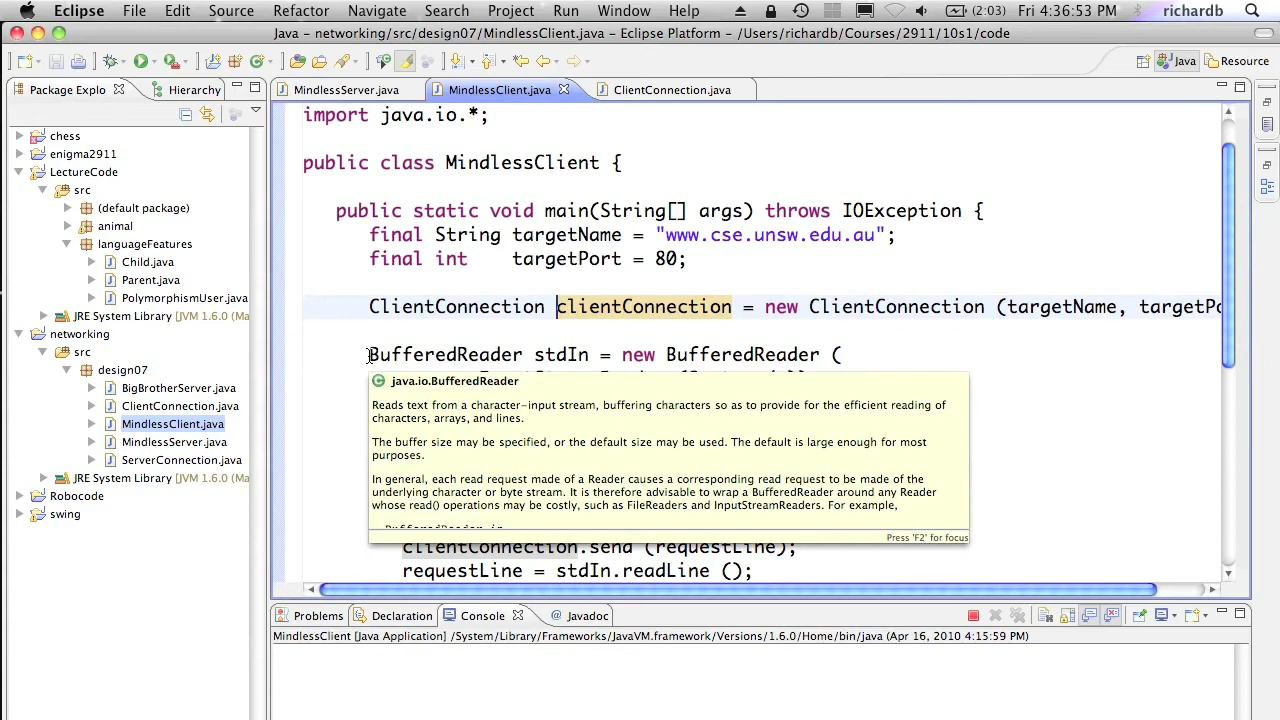 Eclipse File Edit Source Refactor Navigate Search Project Run Window Help (2:03) Fri 4:36:53 PM richardb
Java – networking/src/design07/MindlessClient.java – Eclipse Platform – /Users/richardb/Courses/2911/10s1/code
Java Resource
Package Explo Hierarchy
MindlessServer.java MindlessClient.java ClientConnection.java
chess
enigma2911
LectureCode
src
(default package)
animal
languageFeatures
Child.java
Parent.java
PolymorphismUser.java
JRE System Library [JVM 1.6.0 (Ma
networking
src
design07
BigBrotherServer.java
ClientConnection.java
MindlessClient.java
MindlessServer.java
ServerConnection.java
JRE System Library [JVM 1.6.0 (Ma
Robocode
swing
import java.io.*;
public class MindlessClient {
public static void main(String[] args) throws IOException {
final String targetName = "www.cse.unsw.edu.au";
final int targetPort = 80;
ClientConnection clientConnection = new ClientConnection (targetName, targetPo
BufferedReader stdIn = new BufferedReader (
java.io.BufferedReader
Reads text from a character-input stream, buffering characters so as to provide for the efficient reading of
characters, arrays, and lines.
The buffer size may be specified, or the default size may be used. The default is large enough for most
purposes.
In general, each read request made of a Reader causes a corresponding read request to be made of the
underlying character or byte stream. It is therefore advisable to wrap a BufferedReader around any Reader
whose read() operations may be costly, such as FileReaders and InputStreamReaders. For example,
Press 'F2' for focus
clientConnection.send (requestLine);
requestLine = stdIn.readLine ();
Problems Declaration Console Javadoc
MindlessClient [Java Application] /System/Library/Frameworks/JavaVM.framework/Versions/1.6.0/Home/bin/java (Apr 16, 2010 4:15:59 PM)